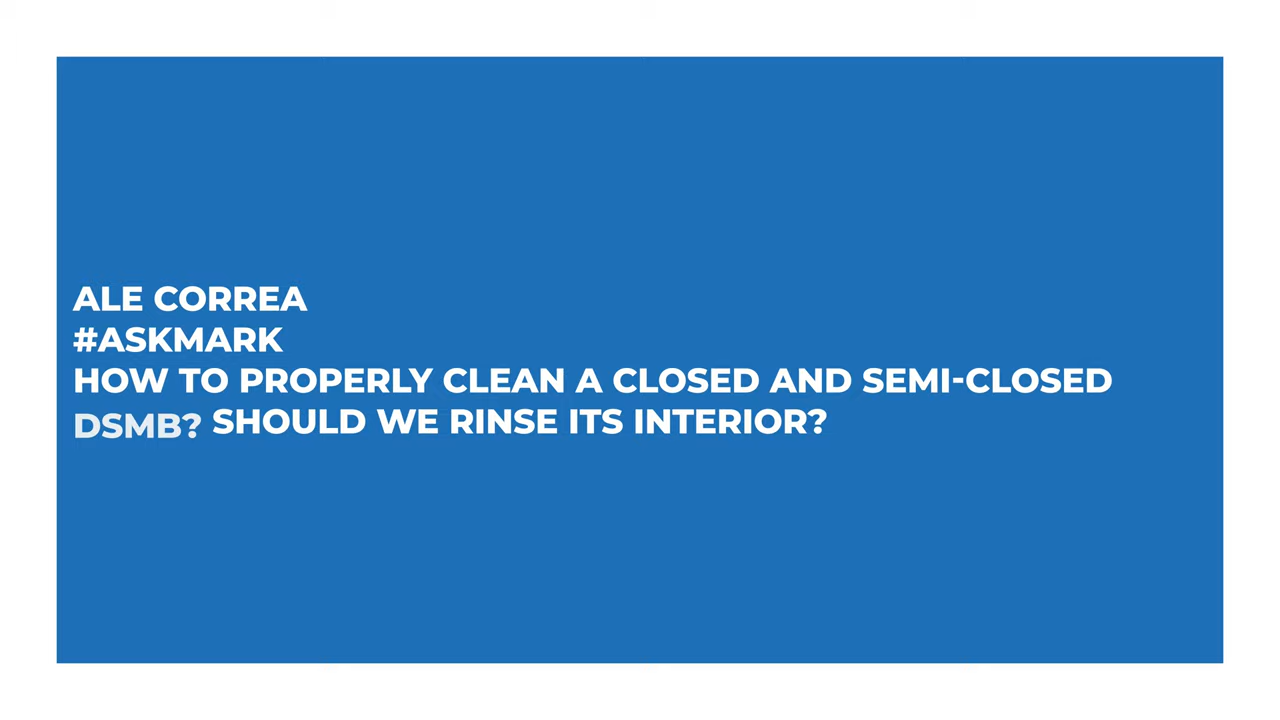 ALE CORREA
#ASKMARK
HOW TO PROPERLY CLEAN A CLOSED AND SEMI-CLOSED
DSMB? SHOULD WE RINSE ITS INTERIOR?